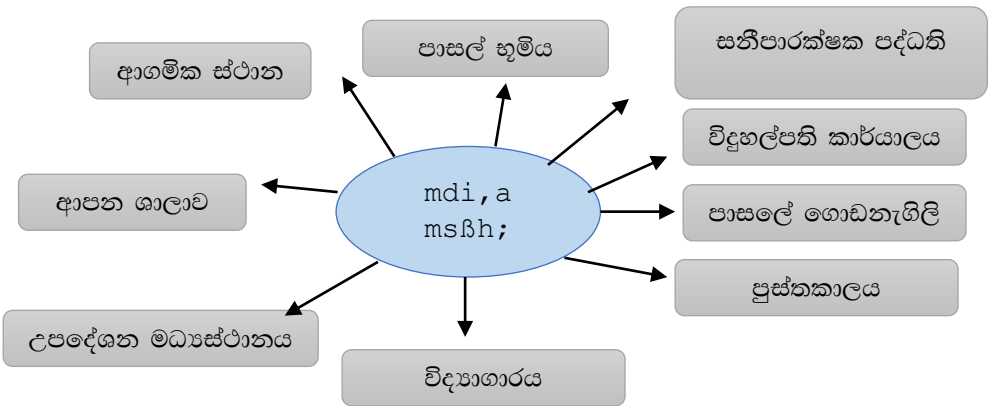 පාසල් භූමිය
සනීපාරක්ෂක පද්ධති
ආගමික ස්ථාන
විදුහල්පති කාර්යාලය
mdi,a
msßh;
ආපන ශාලාව
පාසලේ ගොඩනැගිලි
පුස්තකාලය
උපදේශන මධ්‍යස්ථානය
විද්‍යාගාරය